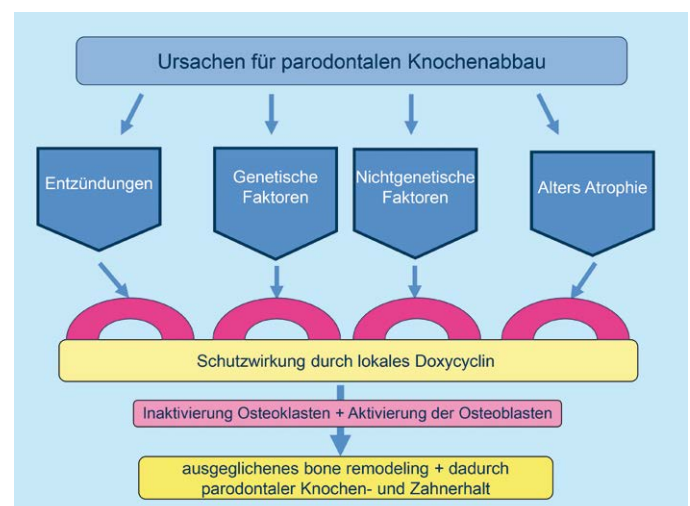 Ursachen für parodontalen Knochenabbau
Entzündungen
Genetische
Faktoren
Nichtgenetische
Faktoren
Alters Atrophie
Schutzwirkung durch lokales Doxycyclin
Inaktivierung Osteoklasten + Aktivierung der Osteoblasten
ausgeglichenes bone remodeling + dadurch
parodontaler Knochen- und Zahnerhalt